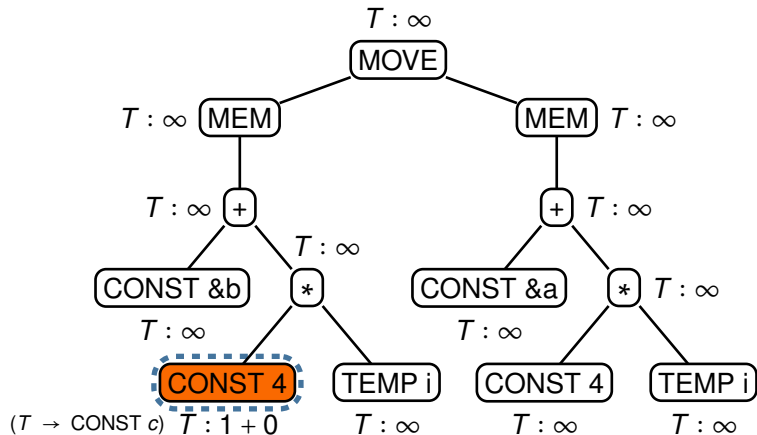 T : ∞
MOVE
T : ∞ MEM MEM T : ∞
T : ∞ + + T : ∞
T : ∞
CONST &b * CONST &a * T : ∞
T : ∞ T : ∞
CONST 4 TEMP i CONST 4 TEMP i
(T → CONST c) T : 1 + 0 T : ∞ T : ∞ T : ∞